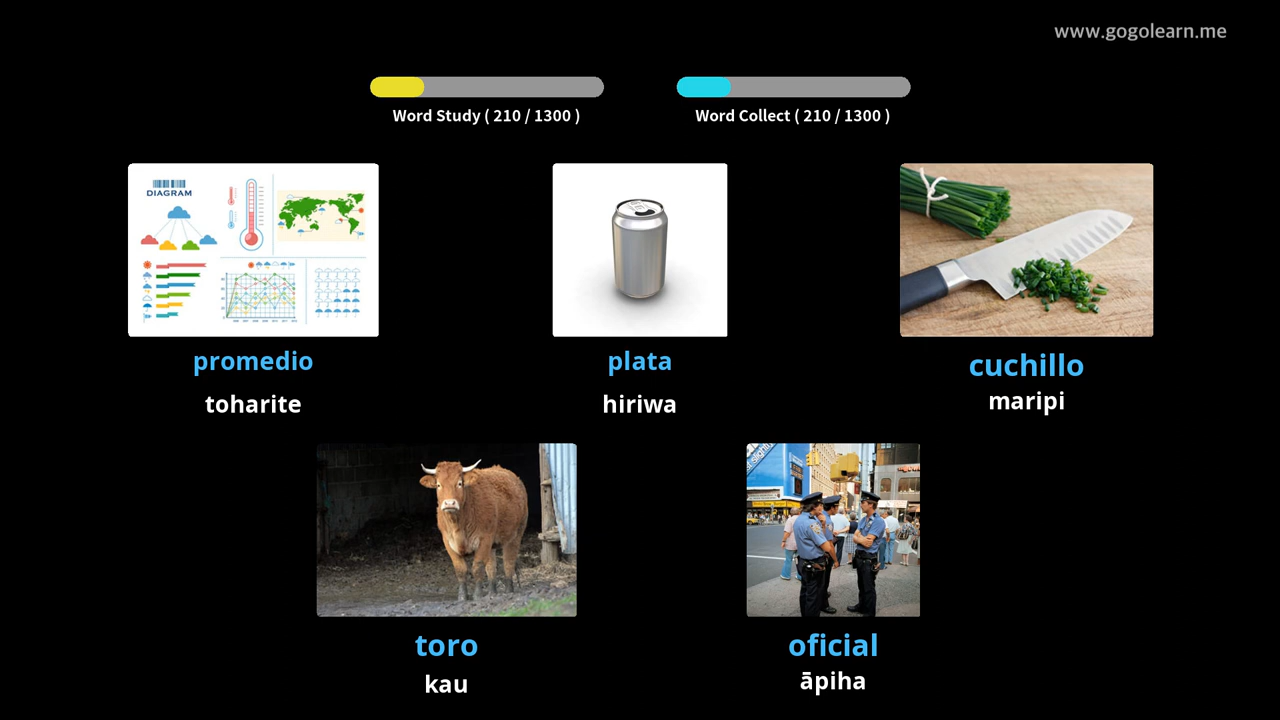 www.gogolearn.me
Word Study ( 210 / 1300 )
Word Collect ( 210 / 1300 )
DIAGRAM
promedio
toharite
plata
hiriwa
cuchillo
maripi
toro
kau
oficial
āpiha